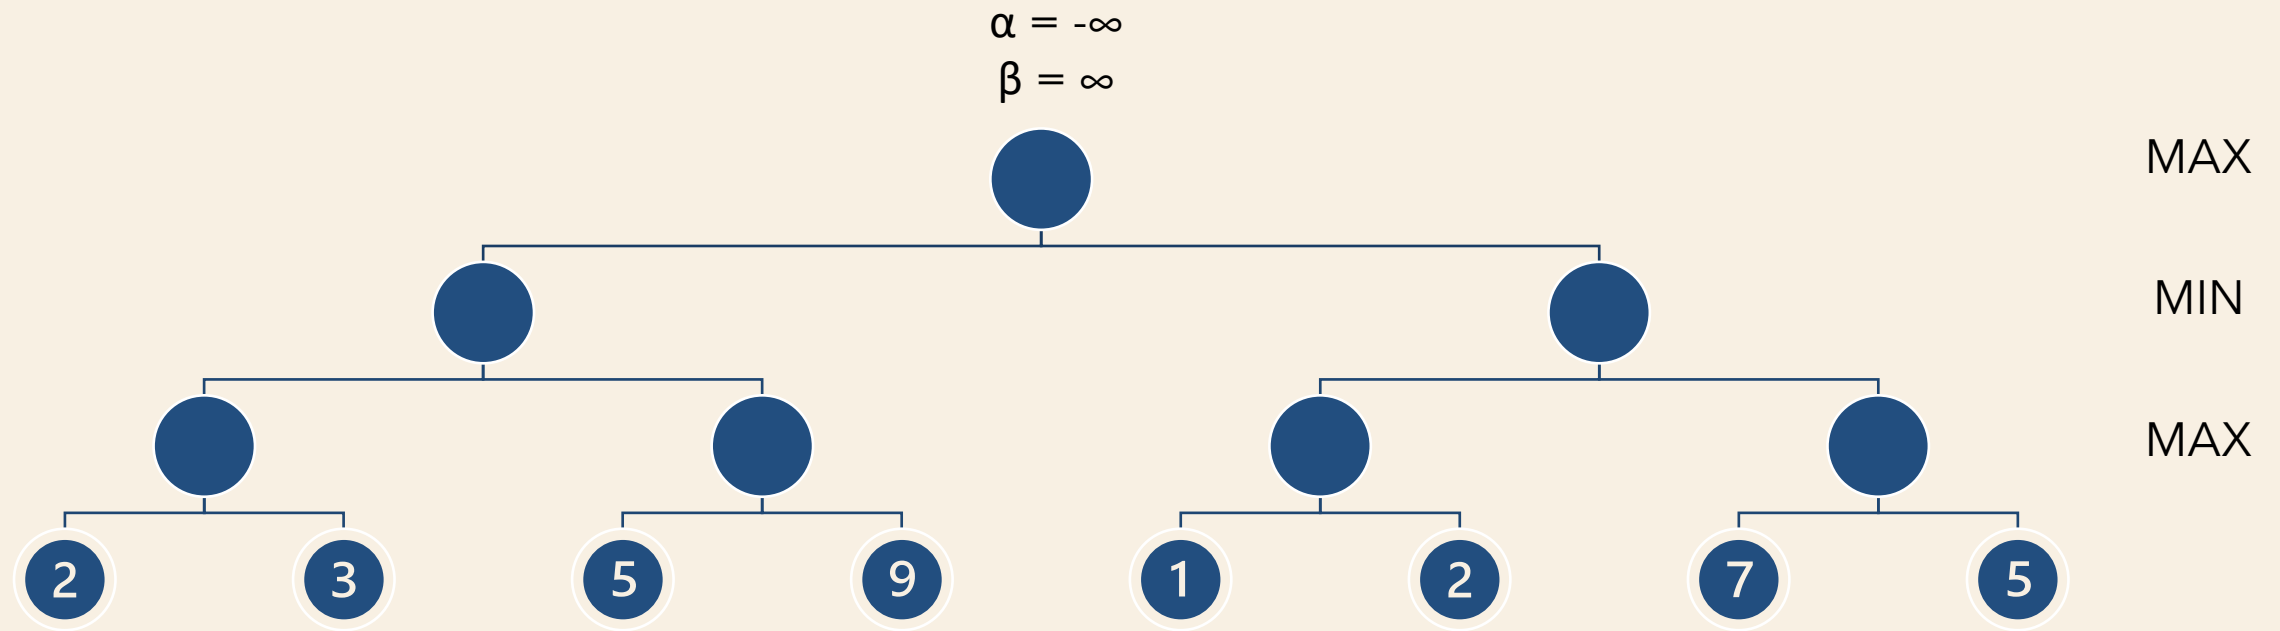 α = -∞
β = ∞
MAX
MIN
MAX
2 3 5 9 1 2 7 5